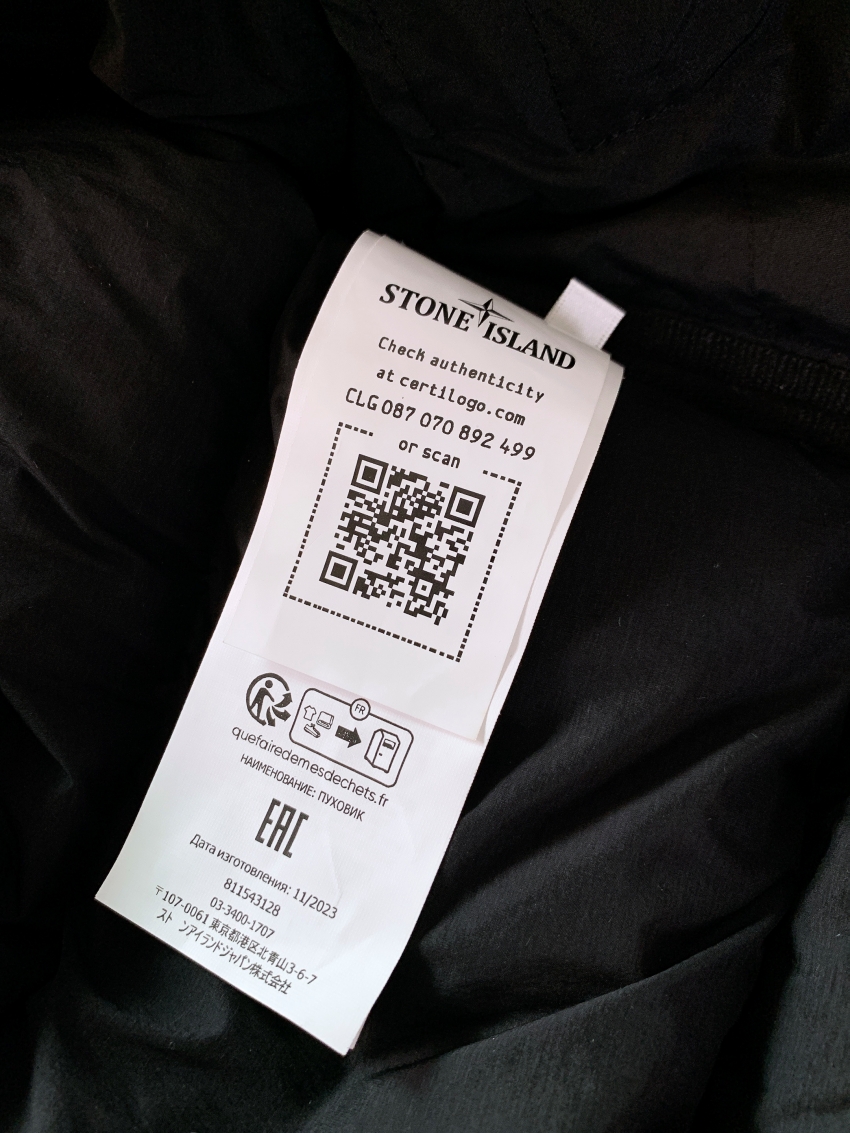 STONE ISLAND
Check authenticity
at certilogo.com
CLG 087 070 892 499
or scan
FR
quefairedemesdechets.fr
НАИМЕНОВАНИЕ: ПУХОВИК
EAC
Дата изготовления: 11/2023
811543128
03-3400-1707
〒107-0061 東京都港区北青山3-6-7
スト ンアイランドジャパン株式会社